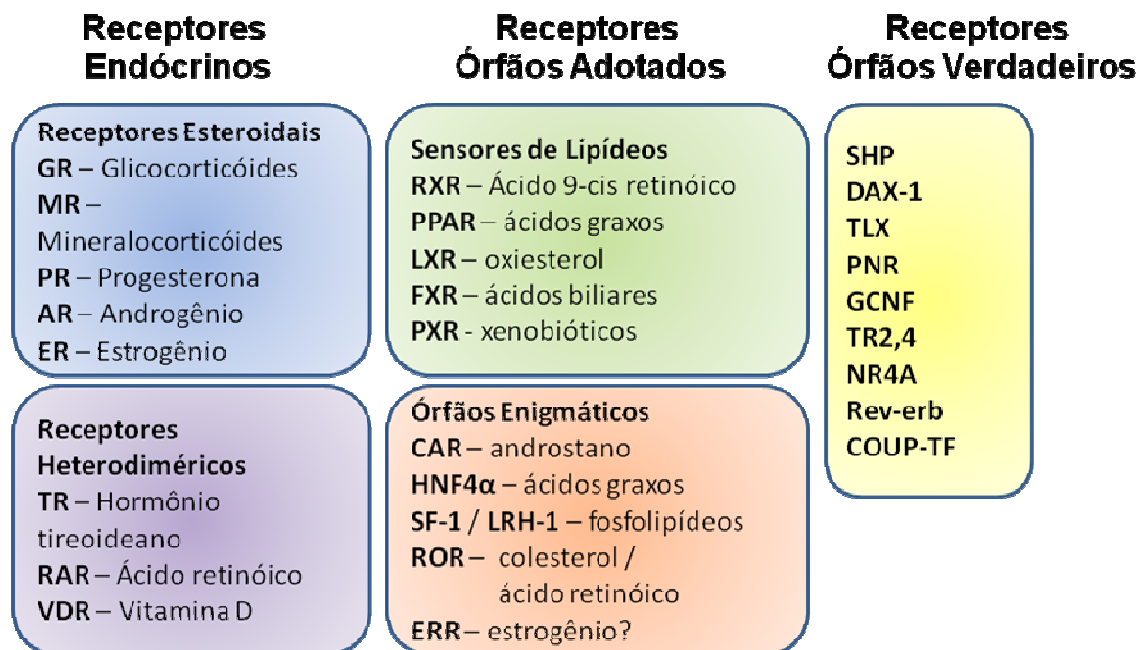 Receptores
Endócrinos
Receptores Esteroidais
GR – Glicocorticóides
MR –
Mineralocorticóides
PR – Progesterona
AR – Androgênio
ER – Estrogênio
Receptores
Heterodiméricos
TR – Hormônio
tireoideano
RAR – Ácido retinóico
VDR – Vitamina D
Receptores
Órfãos Adotados
Sensores de Lipídeos
RXR – Ácido 9-cis retinóico
PPAR – ácidos graxos
LXR – oxiesterol
FXR – ácidos biliares
PXR - xenobióticos
Órfãos Enigmáticos
CAR – androstano
HNF4α – ácidos graxos
SF-1 / LRH-1 – fosfolipídeos
ROR – colesterol /
ácido retinóico
ERR – estrogênio?
Receptores
Órfãos Verdadeiros
SHP
DAX-1
TLX
PNR
GCNF
TR2,4
NR4A
Rev-erb
COUP-TF